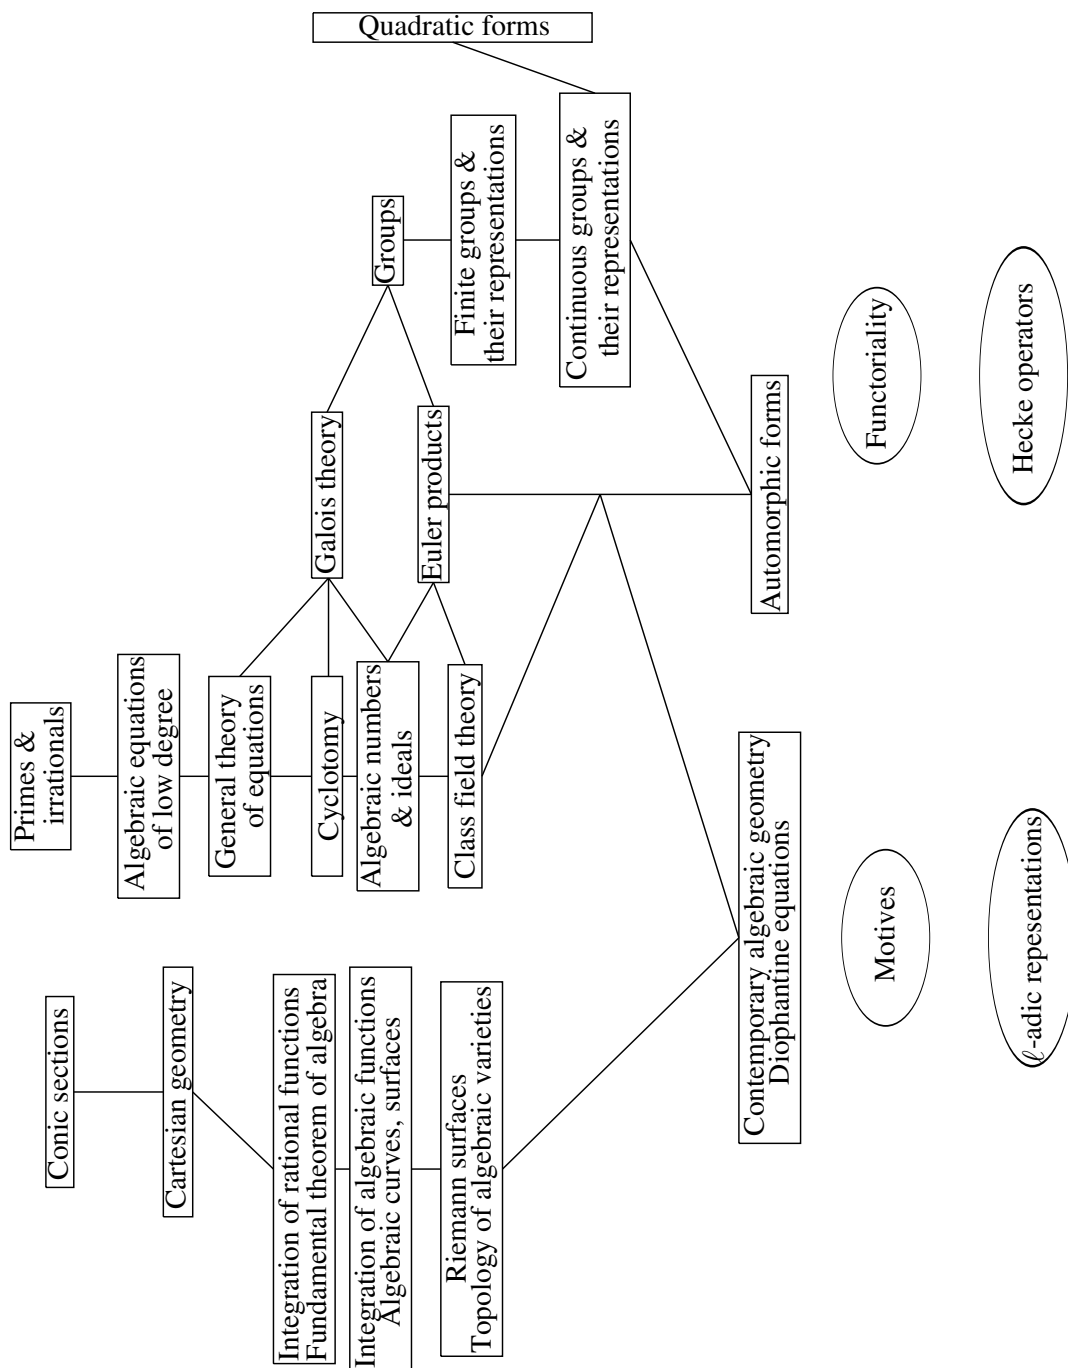 Conic sections
Cartesian geometry
Integration of rational functions
Fundamental theorem of algebra
Integration of algebraic functions
Algebraic curves, surfaces
Riemann surfaces
Topology of algebraic varieties
Primes &
irrationals
Algebraic equations
of low degree
General theory
of equations
Cyclotomy
Algebraic numbers
& ideals
Class field theory
Galois theory
Euler products
Groups
Finite groups &
their representations
Quadratic forms
Continuous groups &
their representations
Contemporary algebraic geometry
Diophantine equations
Automorphic forms
Motives
Functoriality
ℓ-adic repesentations
Hecke operators